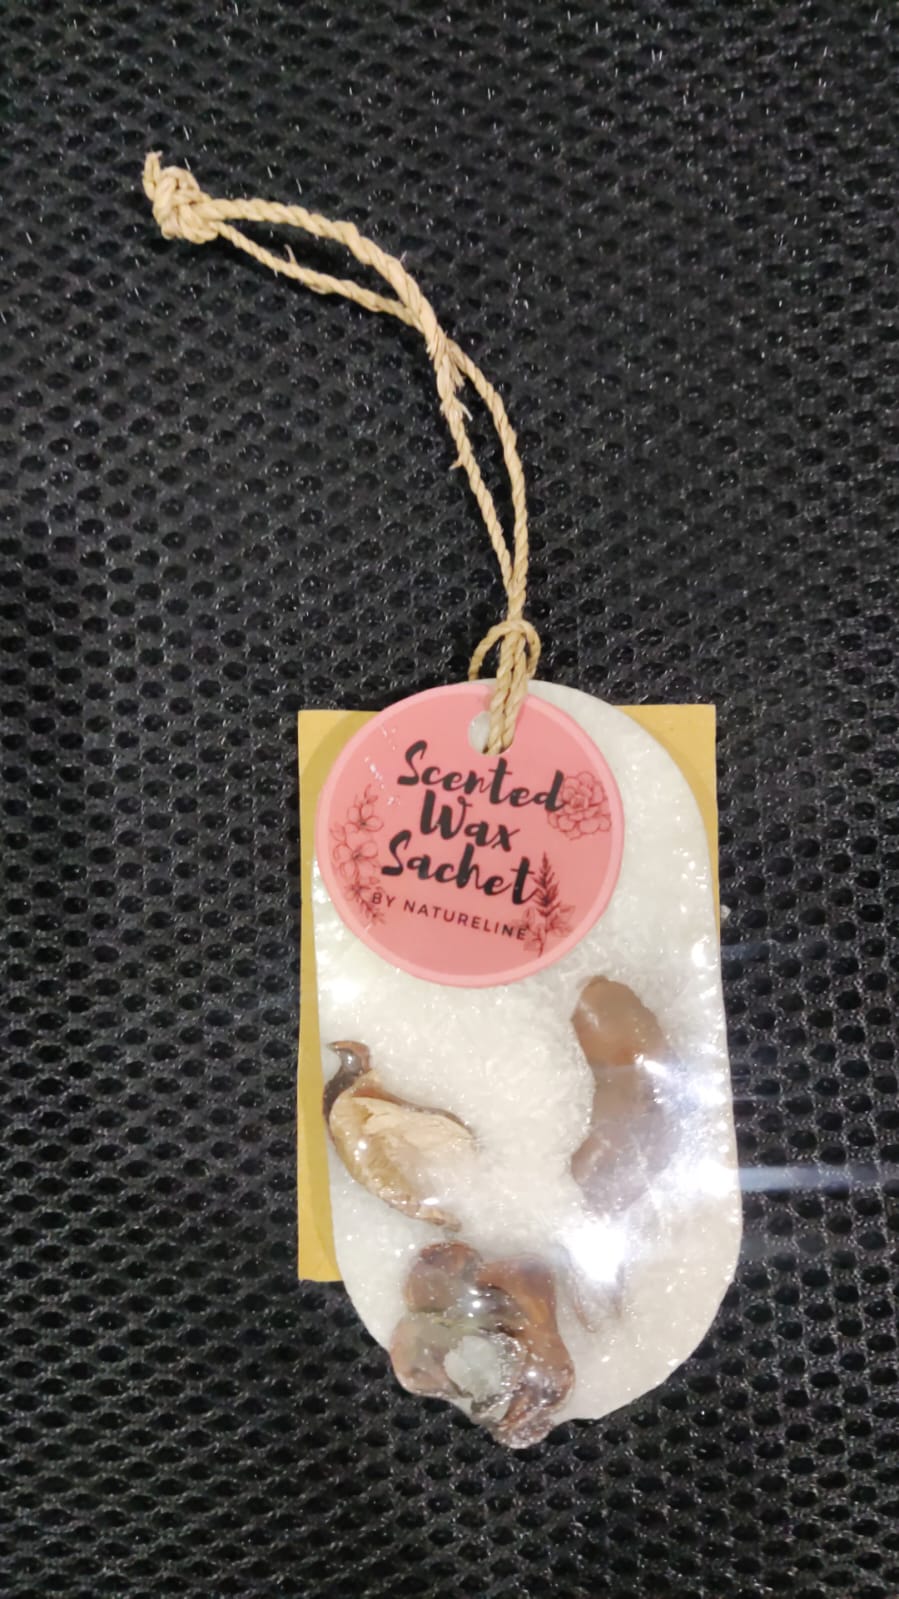 Scented
Wax
Sachet
BY NATURELINE